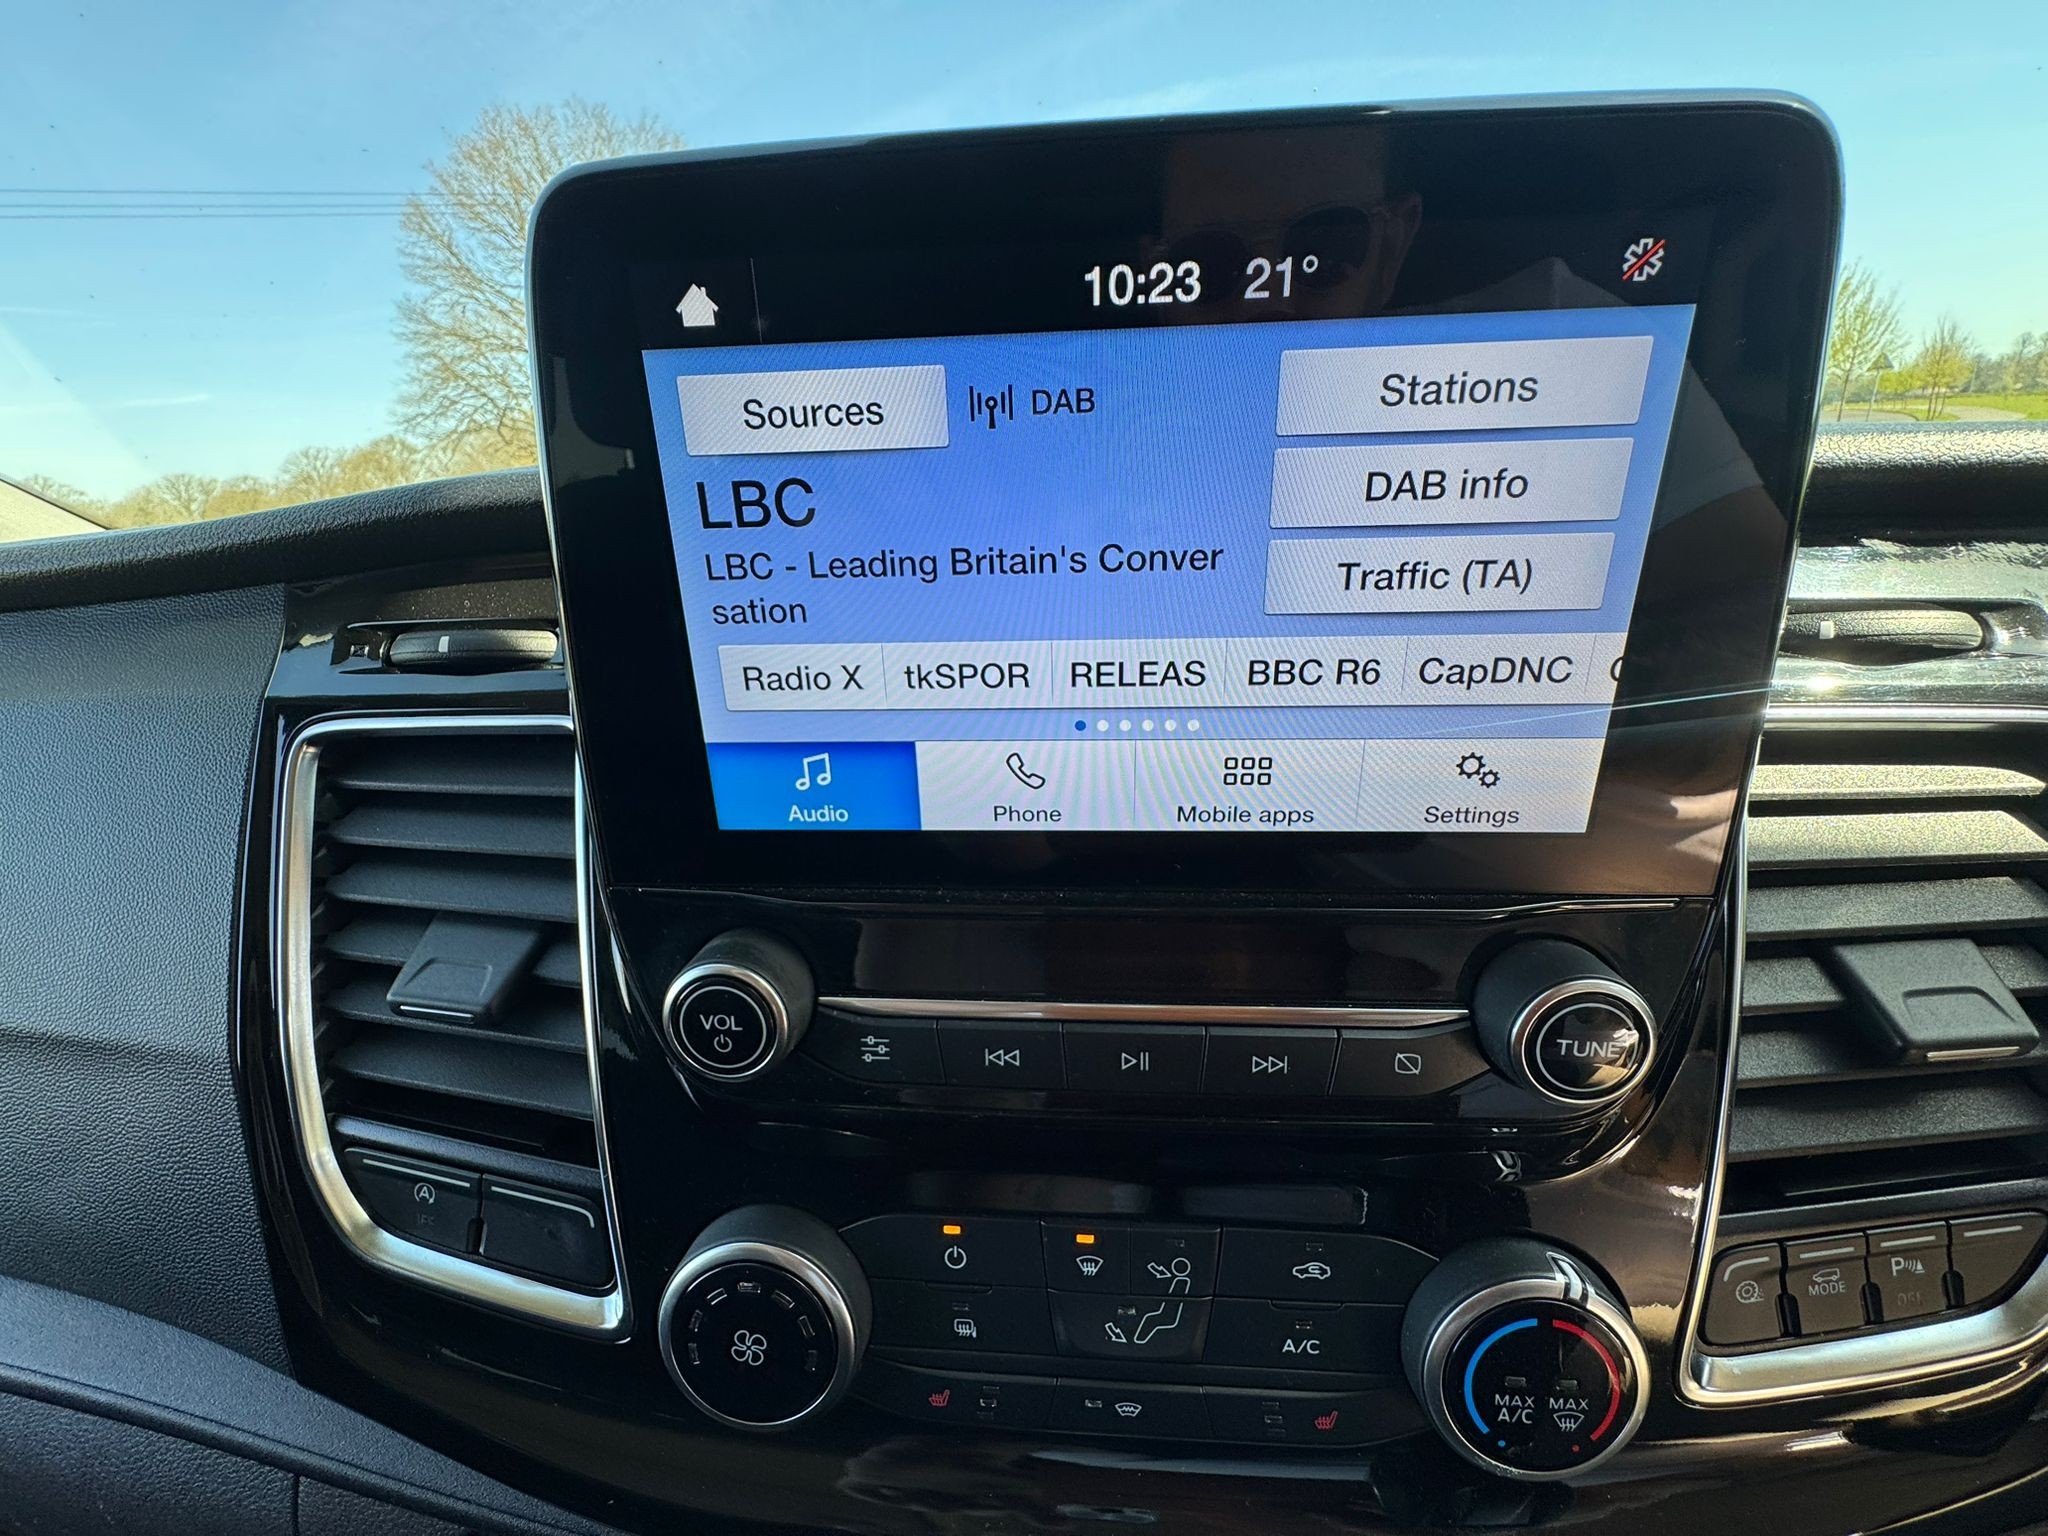 10:23 21°
Sources
DAB
Stations
LBC
DAB info
LBC - Leading Britain's Conver
sation
Traffic (TA)
Radio X
tkSPOR
RELEAS
BBC R6
CapDNC
Audio
Phone
Mobile apps
Settings
VOL
TUNE
A
MODE
P
A/C
MAX
A/C
MAX